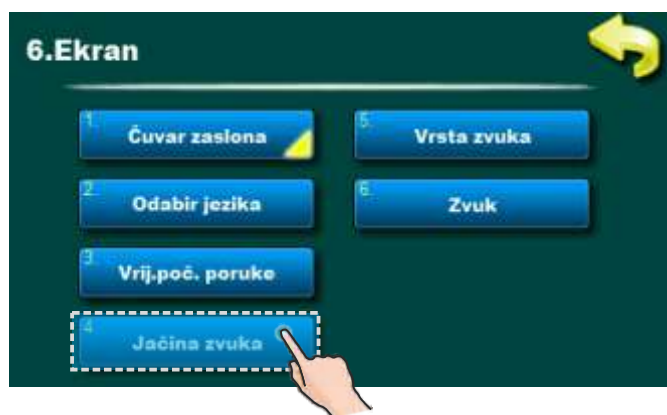 6.Ekran
1. Čuvar zaslona
2. Odabir jezika
3. Vrij.poč. poruke
4. Jačina zvuka
5. Vrsta zvuka
6. Zvuk